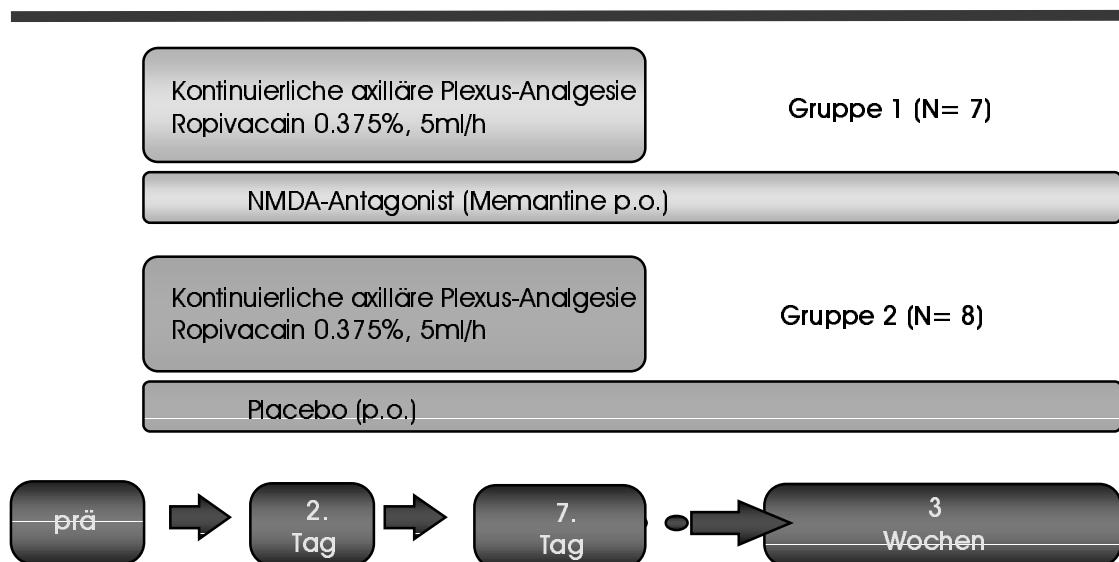 Kontinuierliche axilläre Plexus-Analgesie
Ropivacain 0.375%, 5ml/h
Gruppe 1 (N= 7)
NMDA-Antagonist (Memantine p.o.)
Kontinuierliche axilläre Plexus-Analgesie
Ropivacain 0.375%, 5ml/h
Gruppe 2 (N= 8)
Placebo (p.o.)
prä
2.
Tag
7.
Tag
3
Wochen